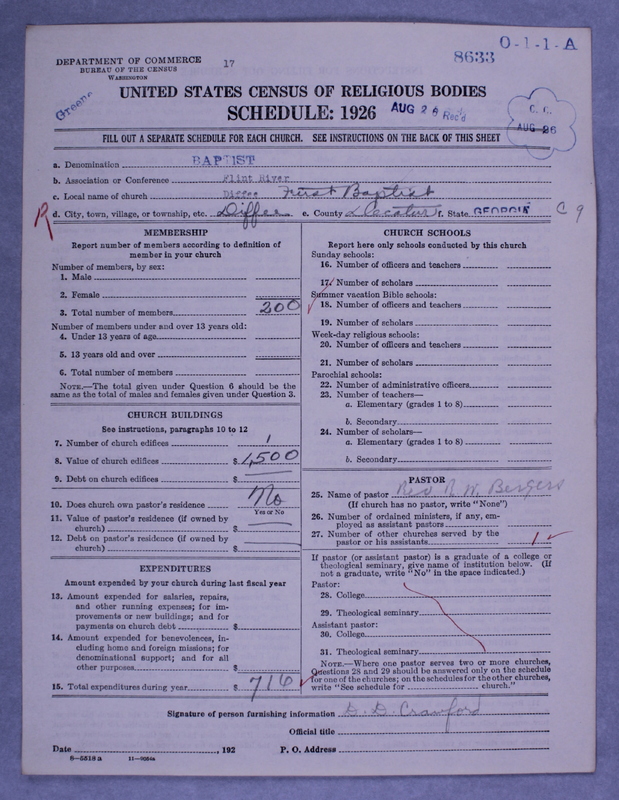 O-1-1-A
8633
DEPARTMENT OF COMMERCE
BUREAU OF THE CENSUS
WASHINGTON
17
Greene
UNITED STATES CENSUS OF RELIGIOUS BODIES
SCHEDULE: 1926
AUG 26 Rec'd
C. C.
AUG 26
FILL OUT A SEPARATE SCHEDULE FOR EACH CHURCH. SEE INSTRUCTIONS ON THE BACK OF THIS SHEET
a. Denomination BAPTIST
b. Association or Conference Flint River
c. Local name of church First Baptist
R d. City, town, village, or township, etc. Differ e. County Decatur f. State GEORGIA C 9
MEMBERSHIP
Report number of members according to definition of
member in your church
Number of members, by sex:
1. Male
2. Female
3. Total number of members 200
Number of members under and over 13 years old:
4. Under 13 years of age
5. 13 years old and over
6. Total number of members
NOTE.—The total given under Question 6 should be the
same as the total of males and females given under Question 3.
CHURCH BUILDINGS
See instructions, paragraphs 10 to 12
7. Number of church edifices 1
8. Value of church edifices $ 1,500
9. Debt on church edifices $
10. Does church own pastor's residence No
Yes or No
11. Value of pastor's residence (if owned by
church) $
12. Debt on pastor's residence (if owned by
church) $
EXPENDITURES
Amount expended by your church during last fiscal year
13. Amount expended for salaries, repairs,
and other running expenses; for im-
provements or new buildings; and for
payments on church debt $
14. Amount expended for benevolences, in-
cluding home and foreign missions; for
denominational support; and for all
other purposes $
15. Total expenditures during year $ 716
CHURCH SCHOOLS
Report here only schools conducted by this church
Sunday schools:
16. Number of officers and teachers
17. Number of scholars
Summer vacation Bible schools:
18. Number of officers and teachers
19. Number of scholars
Week-day religious schools:
20. Number of officers and teachers
21. Number of scholars
Parochial schools:
22. Number of administrative officers
23. Number of teachers—
a. Elementary (grades 1 to 8)
b. Secondary
24. Number of scholars—
a. Elementary (grades 1 to 8)
b. Secondary
PASTOR
25. Name of pastor Rev R. W.
(If church has no pastor, write "None")
26. Number of ordained ministers, if any, em-
ployed as assistant pastors
27. Number of other churches served by the
pastor or his assistants 1
If pastor (or assistant pastor) is a graduate of a college or
theological seminary, give name of institution below. (If
not a graduate, write "No" in the space indicated.)
Pastor:
28. College
29. Theological seminary
Assistant pastor:
30. College
31. Theological seminary
NOTE.—Where one pastor serves two or more churches,
Questions 28 and 29 should be answered only on the schedule
for one of the churches; on the schedules for the other churches,
write "See schedule for church."
Signature of person furnishing information D. D. Crawford
Official title
Date , 192 P. O. Address
8-5518 a